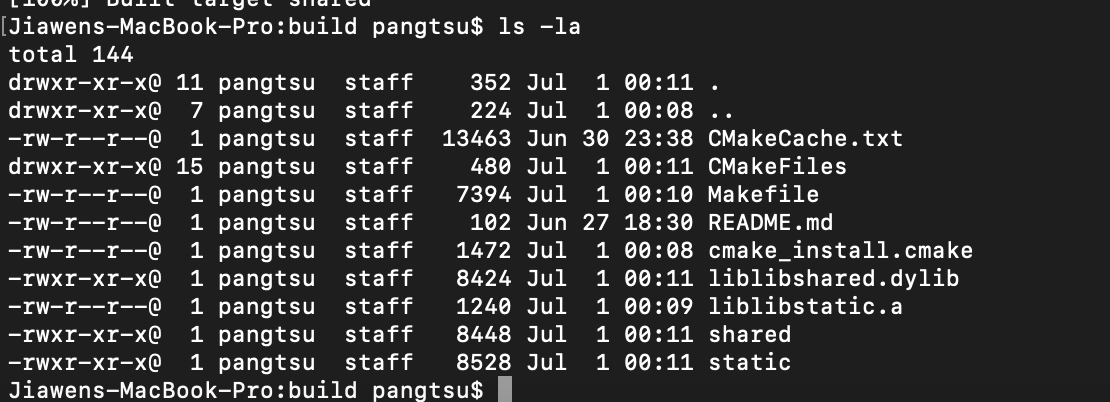 [100%] Built target shared
[Jiawens-MacBook-Pro:build pangtsu$ ls -la
total 144
drwxr-xr-x@ 11 pangtsu  staff    352 Jul  1 00:11 .
drwxr-xr-x@  7 pangtsu  staff    224 Jul  1 00:08 ..
-rw-r--r--@  1 pangtsu  staff  13463 Jun 30 23:38 CMakeCache.txt
drwxr-xr-x@ 15 pangtsu  staff    480 Jul  1 00:11 CMakeFiles
-rw-r--r--@  1 pangtsu  staff   7394 Jul  1 00:10 Makefile
-rw-r--r--@  1 pangtsu  staff    102 Jun 27 18:30 README.md
-rw-r--r--@  1 pangtsu  staff   1472 Jul  1 00:08 cmake_install.cmake
-rwxr-xr-x@  1 pangtsu  staff   8424 Jul  1 00:11 liblibshared.dylib
-rw-r--r--@  1 pangtsu  staff   1240 Jul  1 00:09 liblibstatic.a
-rwxr-xr-x@  1 pangtsu  staff   8448 Jul  1 00:11 shared
-rwxr-xr-x@  1 pangtsu  staff   8528 Jul  1 00:11 static
Jiawens-MacBook-Pro:build pangtsu$